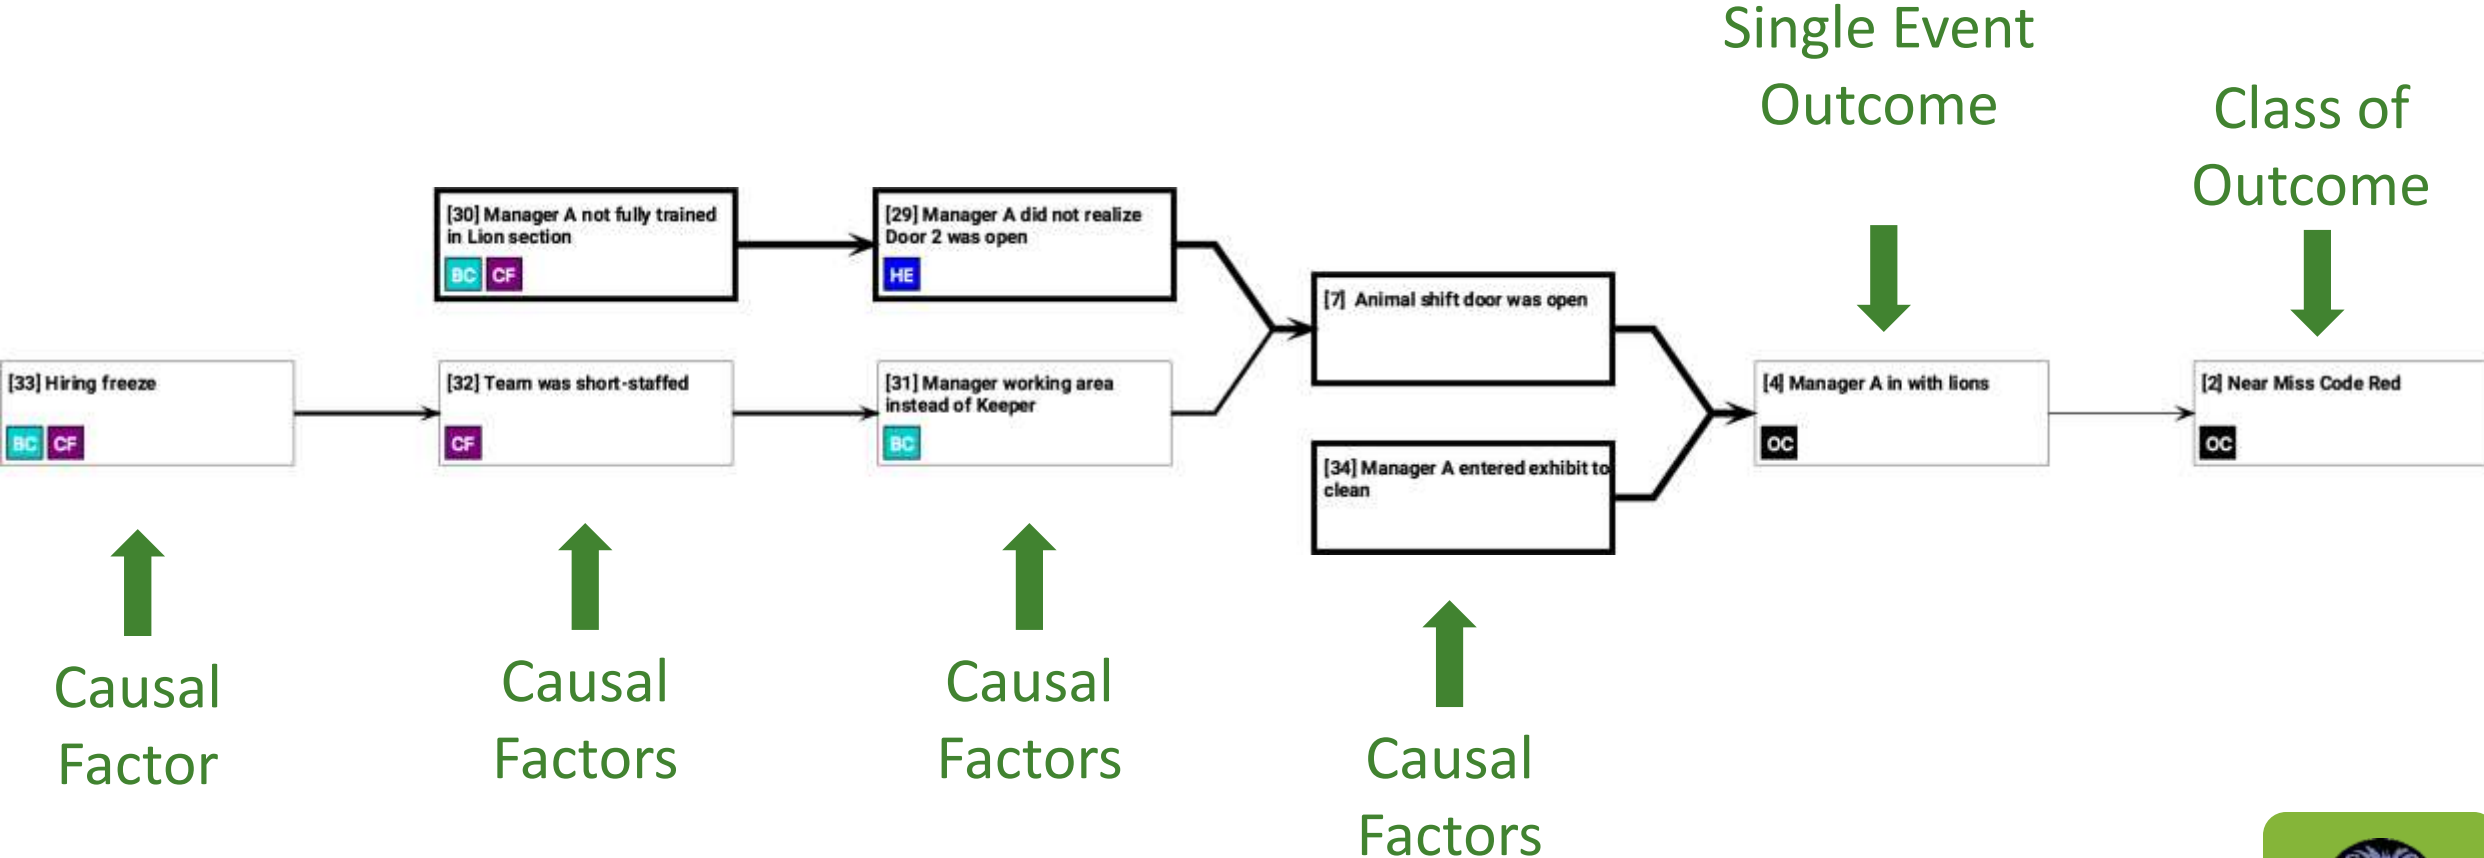 Single Event
Outcome
Class of
Outcome
[30] Manager A not fully trained
in Lion section
BC CF
[29] Manager A did not realize
Door 2 was open
HE
[7] Animal shift door was open
[33] Hiring freeze
BC CF
[32] Team was short-staffed
CF
[31] Manager working area
instead of Keeper
BC
[34] Manager A entered exhibit to
clean
[4] Manager A in with lions
OC
[2] Near Miss Code Red
OC
Causal
Factor
Causal
Factors
Causal
Factors
Causal
Factors